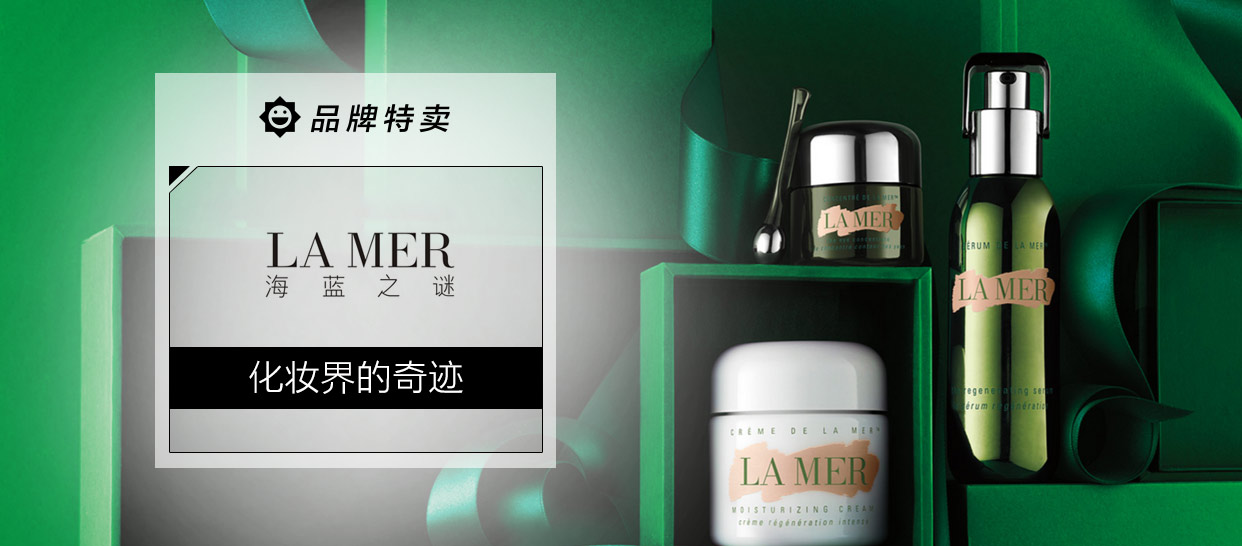 品牌特卖
LA MER
海蓝之谜
化妆界的奇迹
LA MER
LA MER
CRÈME DE LA MER™
LA MER
MOISTURIZING CREAM
crème régénération intense